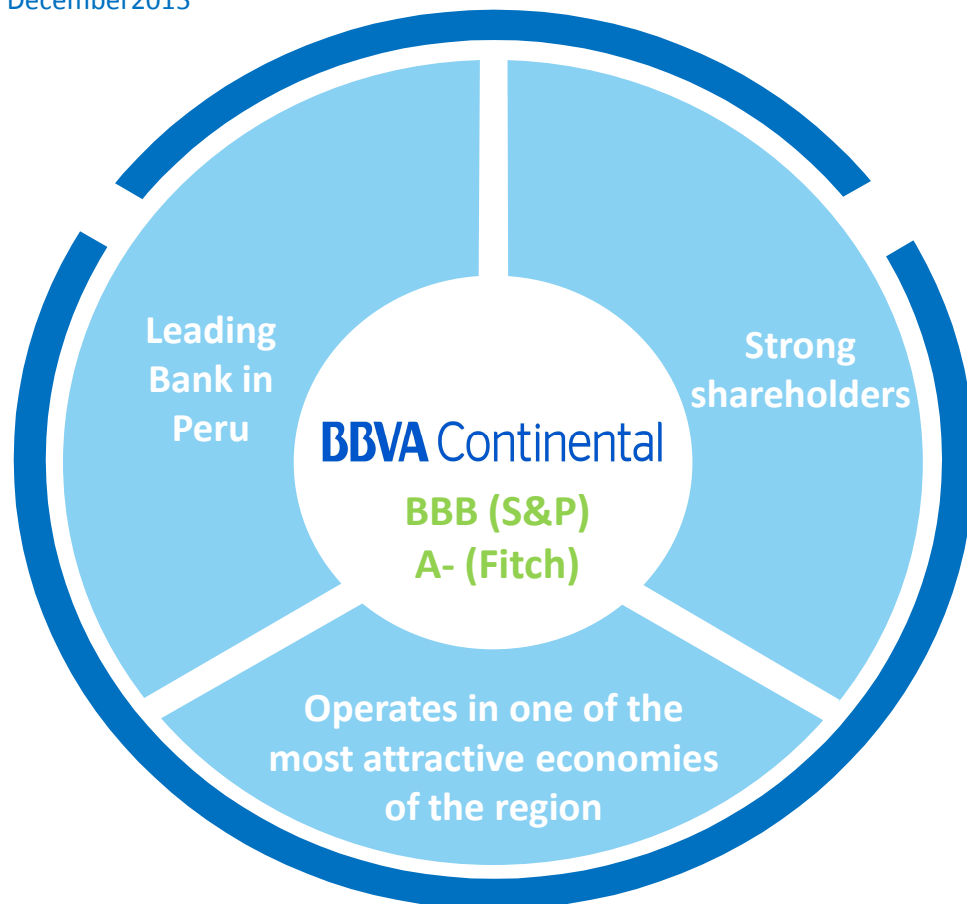 December2015
Leading
Bank in
Peru
Strong
shareholders
BBVA Continental
BBB (S&P)
A- (Fitch)
Operates in one of the
most attractive economies
of the region